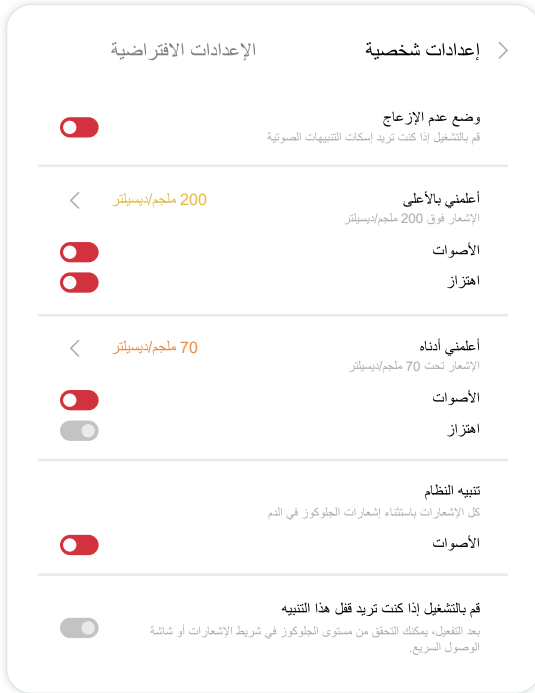 إعدادات شخصية
الإعدادات الافتراضية
وضع عدم الإزعاج
قم بالتشغيل إذا كنت تريد إسكات التنبيهات الصوتية
أعلمني بالأعلى
200 ملجم/ديسيلتر
الإشعار فوق 200 ملجم/ديسيلتر
الأصوات
اهتزاز
أعلمني أدناه
70 ملجم/ديسيلتر
الإشعار تحت 70 ملجم/ديسيلتر
الأصوات
اهتزاز
تنبيه النظام
كل الإشعارات باستثناء إشعارات الجلوكوز في الدم
الأصوات
قم بالتشغيل إذا كنت تريد قفل هذا التنبيه
بعد التفعيل، يمكنك التحقق من مستوى الجلوكوز في شريط الإشعارات أو شاشة
الوصول السريع.